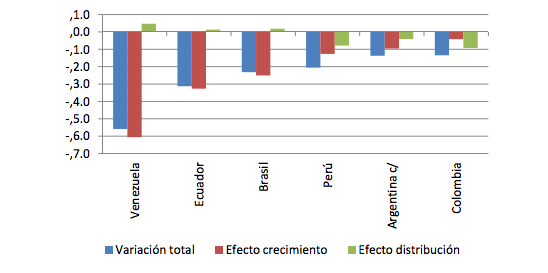 ,1.0
,0.0
-,1.0
-,2.0
-,3.0
-,4.0
-,5.0
-,6.0
-,7.0
Venezuela
Ecuador
Brasil
Perú
Argentina c/
Colombia
Variación total Efecto crecimiento Efecto distribución